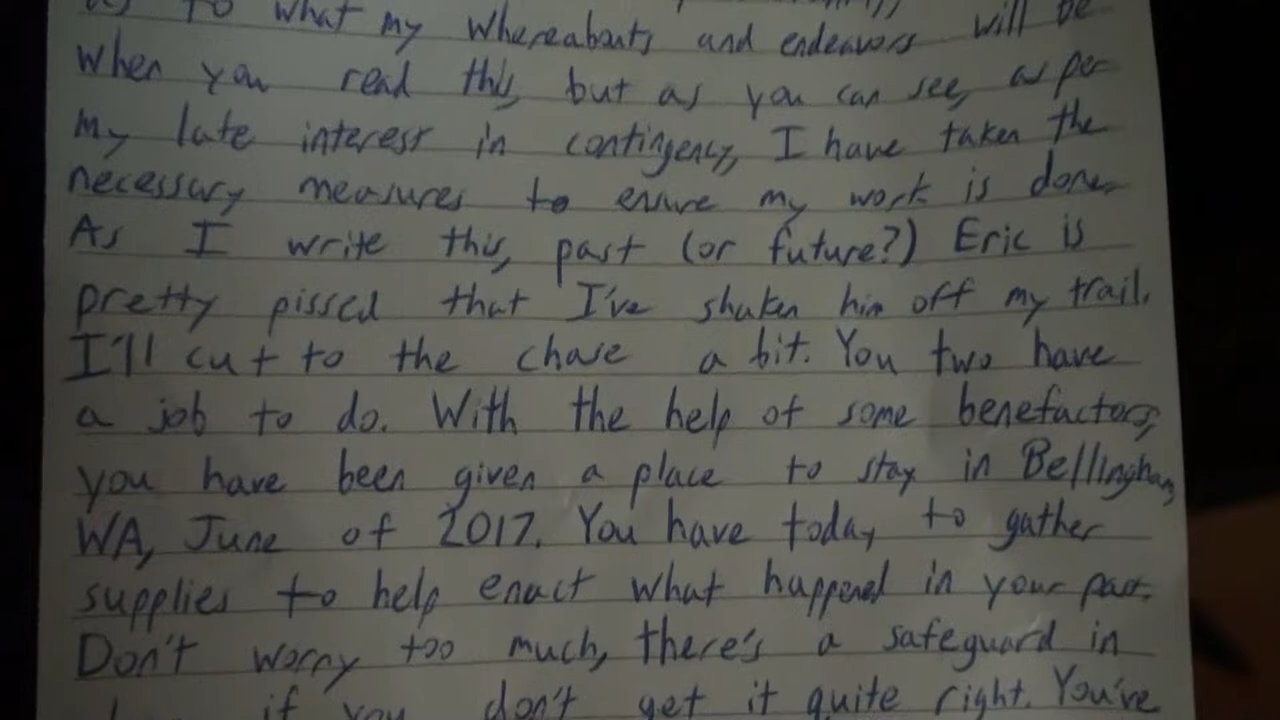 as to what my whereabouts and endeavors will be
when you read this, but as you can see, as per
my late interest in contingency, I have taken the
necessary measures to ensure my work is done.
As I write this, past (or future?) Eric is
pretty pissed that I've shaken him off my trail.
I'll cut to the chase a bit. You two have
a job to do. With the help of some benefactors,
you have been given a place to stay in Bellingham,
WA, June of 2017. You have today to gather
supplies to help enact what happened in your past.
Don't worry too much, there's a safeguard in
if you don't get it quite right. You've